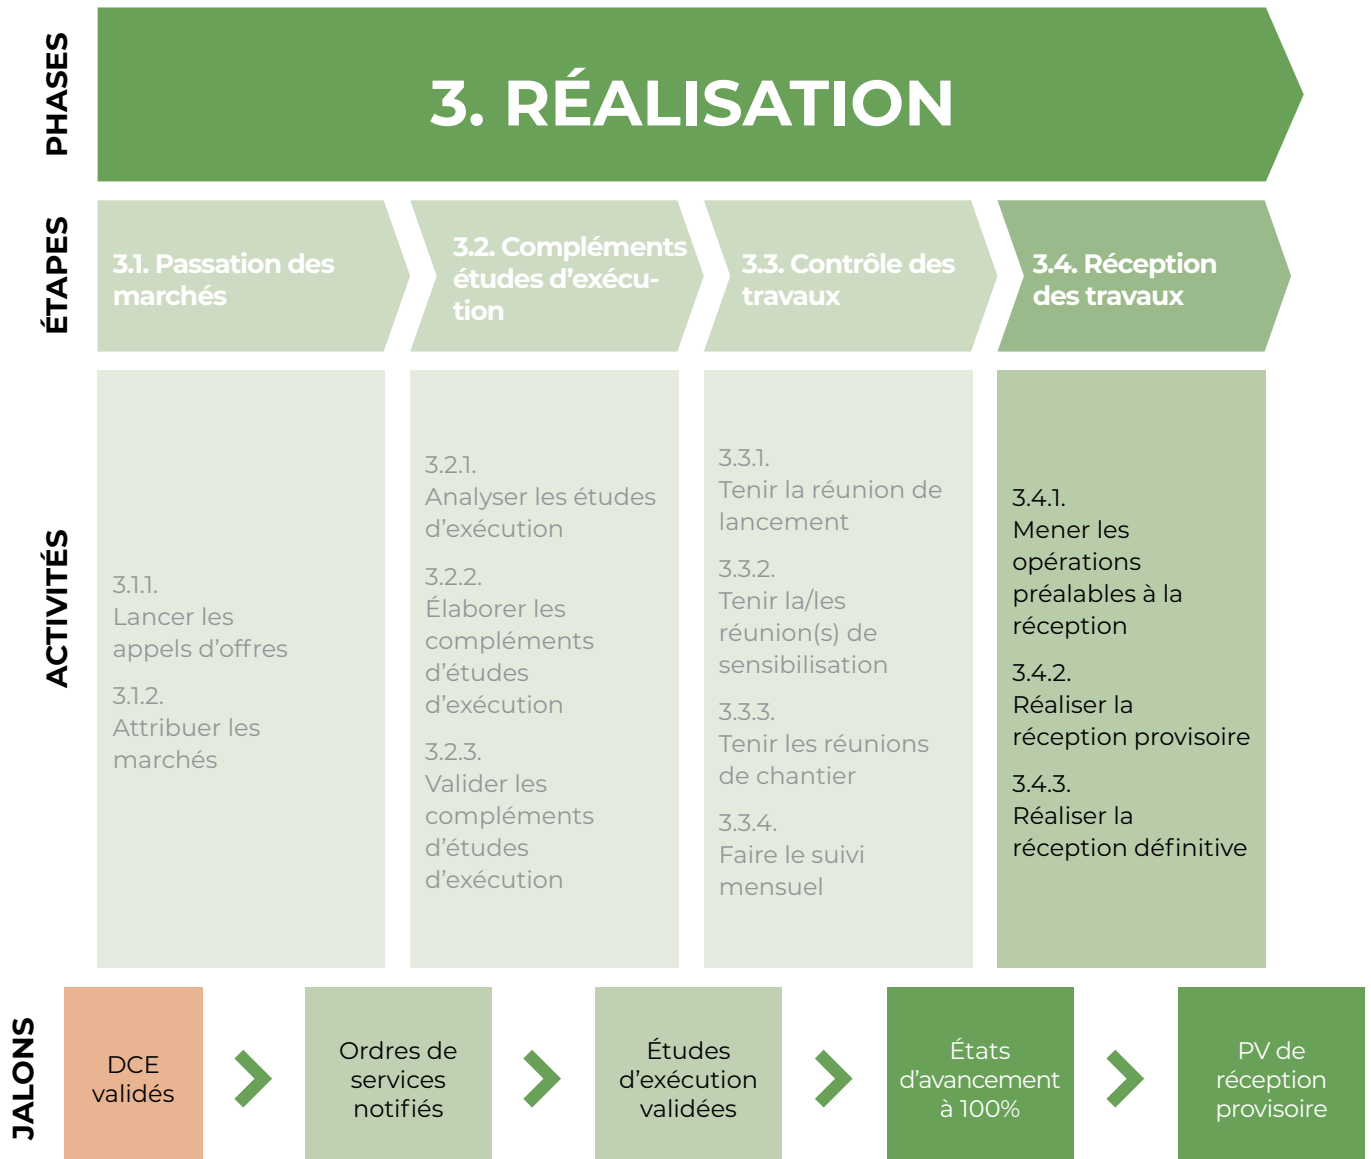 PHASES
3. RÉALISATION
ÉTAPES
3.1. Passation des
marchés
3.2. Compléments
études d’exécu-
tion
3.3. Contrôle des
travaux
3.4. Réception
des travaux
ACTIVITÉS
3.1.1.
Lancer les
appels d’offres
3.1.2.
Attribuer les
marchés
3.2.1.
Analyser les études
d’exécution
3.2.2.
Élaborer les
compléments
d’études
d’exécution
3.2.3.
Valider les
compléments
d’études
d’exécution
3.3.1.
Tenir la réunion de
lancement
3.3.2.
Tenir la/les
réunion(s) de
sensibilisation
3.3.3.
Tenir les réunions
de chantier
3.3.4.
Faire le suivi
mensuel
3.4.1.
Mener les
opérations
préalables à la
réception
3.4.2.
Réaliser la
réception provisoire
3.4.3.
Réaliser la
réception définitive
JALONS
DCE
validés
Ordres de
services
notifiés
Études
d’exécution
validées
États
d’avancement
à 100%
PV de
réception
provisoire